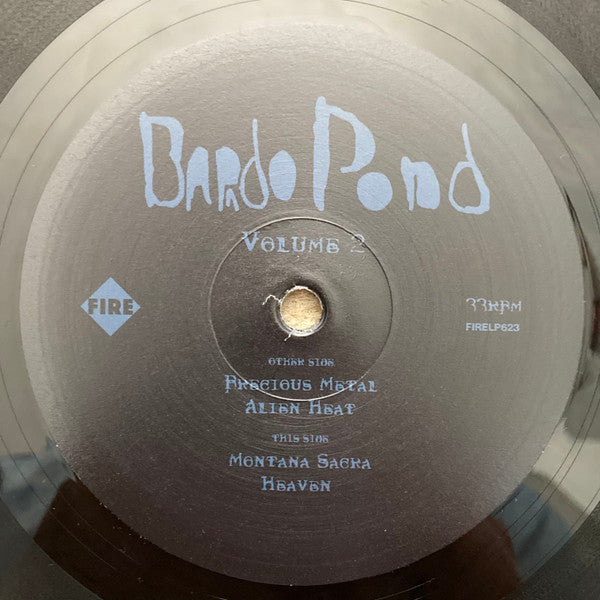 Bardo Pond
Volume 2
FIRE
33RPM
FIRELP623
OTHER SIDE
Precious Metal
Alien Heat
THIS SIDE
Montana Sacra
Heaven